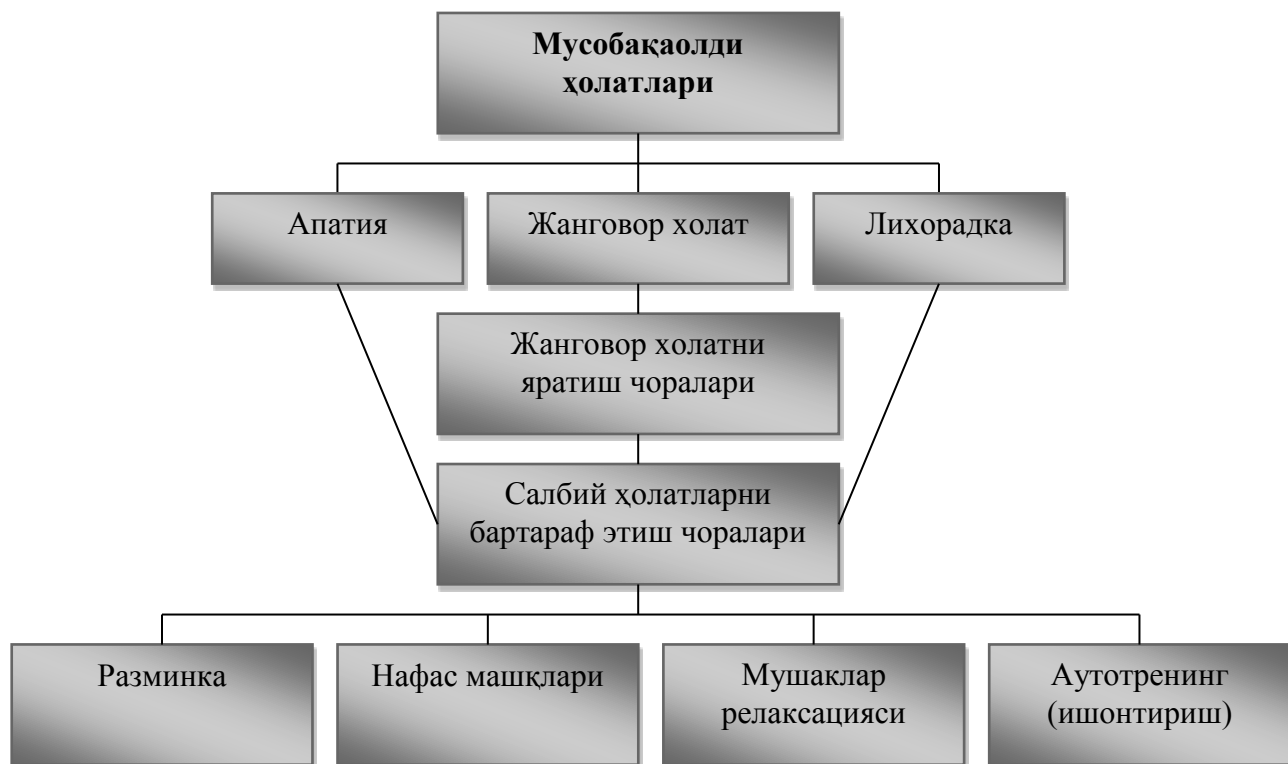 Мусобақаолди
ҳолатлари
Апатия
Жанговор холат
Лихорадка
Жанговор холатни
яратиш чоралари
Салбий ҳолатларни
бартараф этиш чоралари
Разминка
Нафас машқлари
Мушаклар
релаксацияси
Аутотренинг
(ишонтириш)